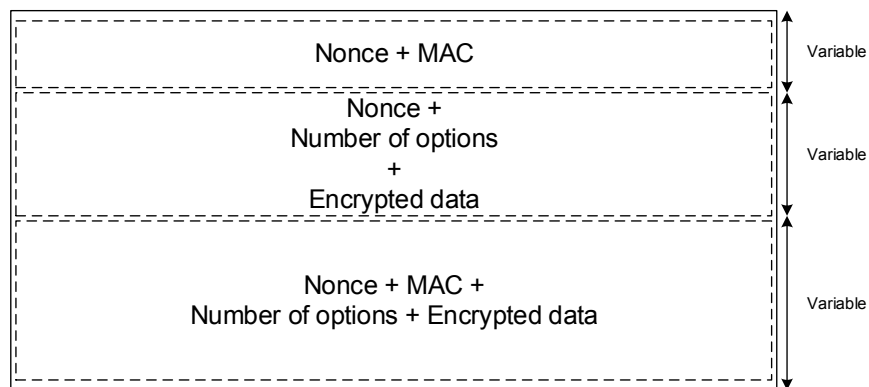 Nonce + MAC
Variable
Nonce +
Number of options
+
Encrypted data
Variable
Nonce + MAC +
Number of options + Encrypted data
Variable